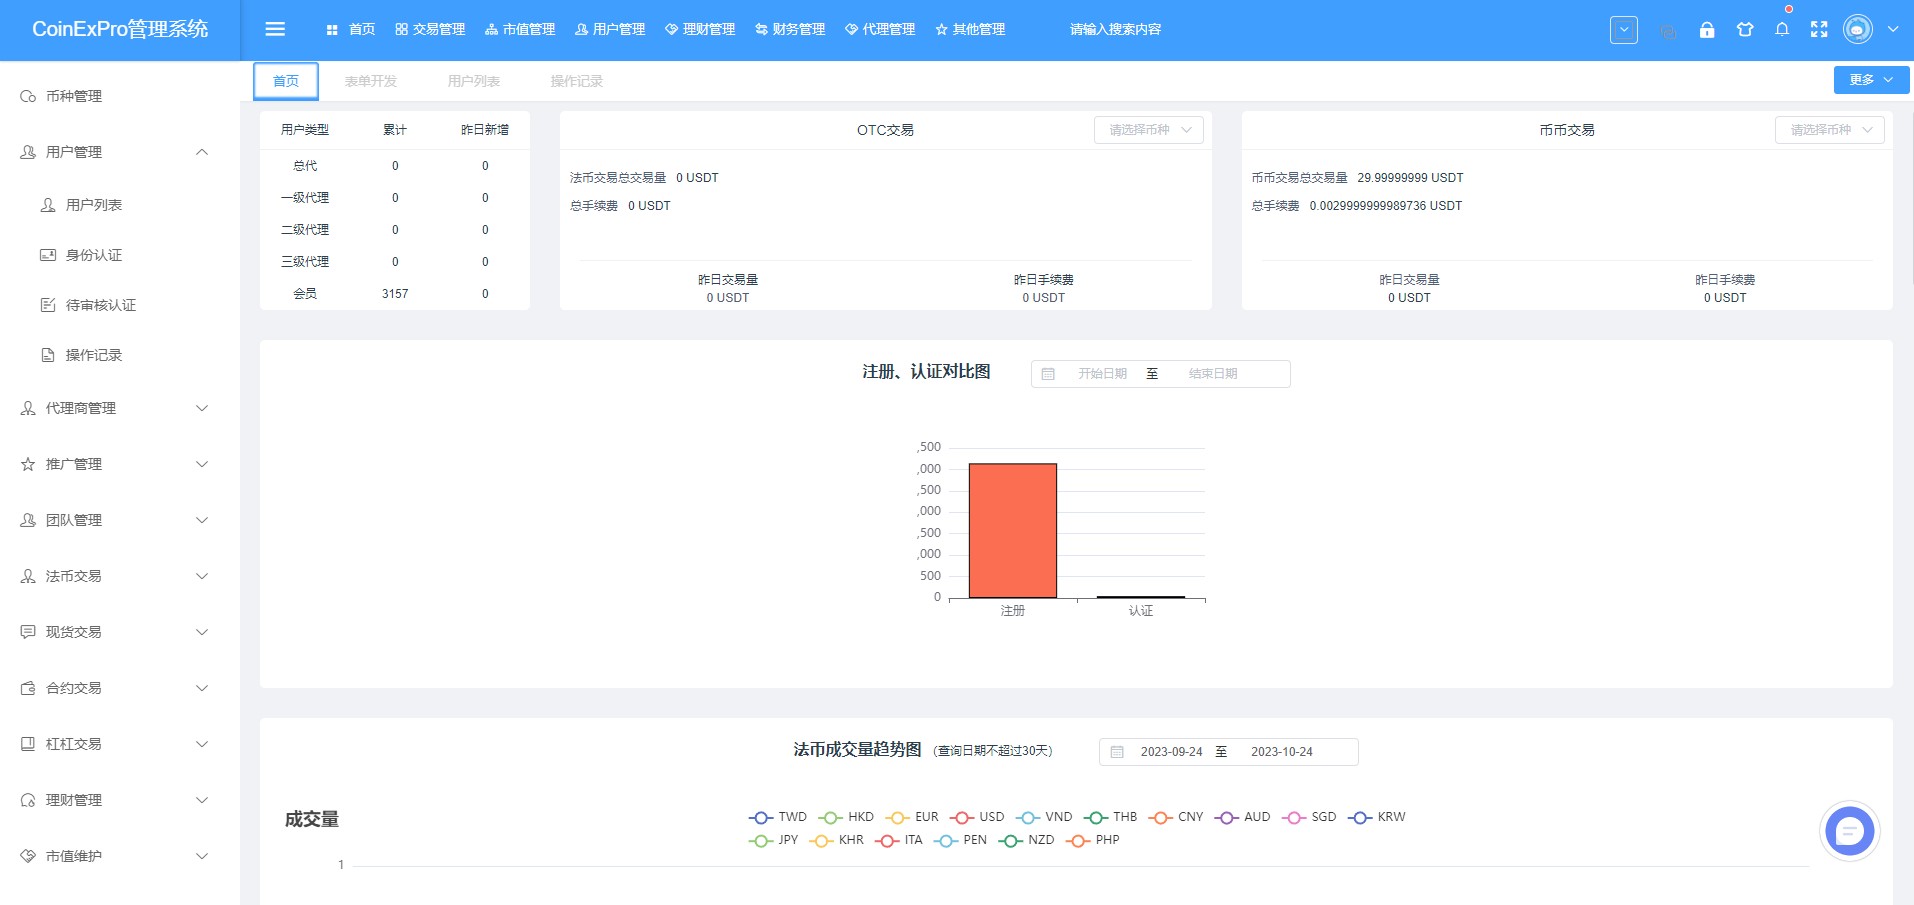 CoinExPro管理系统
首页 交易管理 市值管理 用户管理 理财管理 财务管理 代理管理 其他管理 请输入搜索内容
首页 表单开发 用户列表 操作记录 更多
币种管理
用户管理
用户列表
身份认证
待审核认证
操作记录
代理商管理
推广管理
团队管理
法币交易
现货交易
合约交易
杠杠交易
理财管理
市值维护
用户类型 累计 昨日新增
总代 0 0
一级代理 0 0
二级代理 0 0
三级代理 0 0
会员 3157 0
OTC交易 请选择币种
法币交易总交易量 0 USDT
总手续费 0 USDT
昨日交易量 昨日手续费
0 USDT 0 USDT
币币交易 请选择币种
币币交易总交易量 29.99999999 USDT
总手续费 0.0029999999989736 USDT
昨日交易量 昨日手续费
0 USDT 0 USDT
注册、认证对比图 开始日期 至 结束日期
,500
,000
,500
,000
,500
,000
500
0
注册 认证
法币成交量趋势图 (查询日期不超过30天) 2023-09-24 至 2023-10-24
成交量
TWD HKD EUR USD VND THB CNY AUD SGD KRW
JPY KHR ITA PEN NZD PHP
1